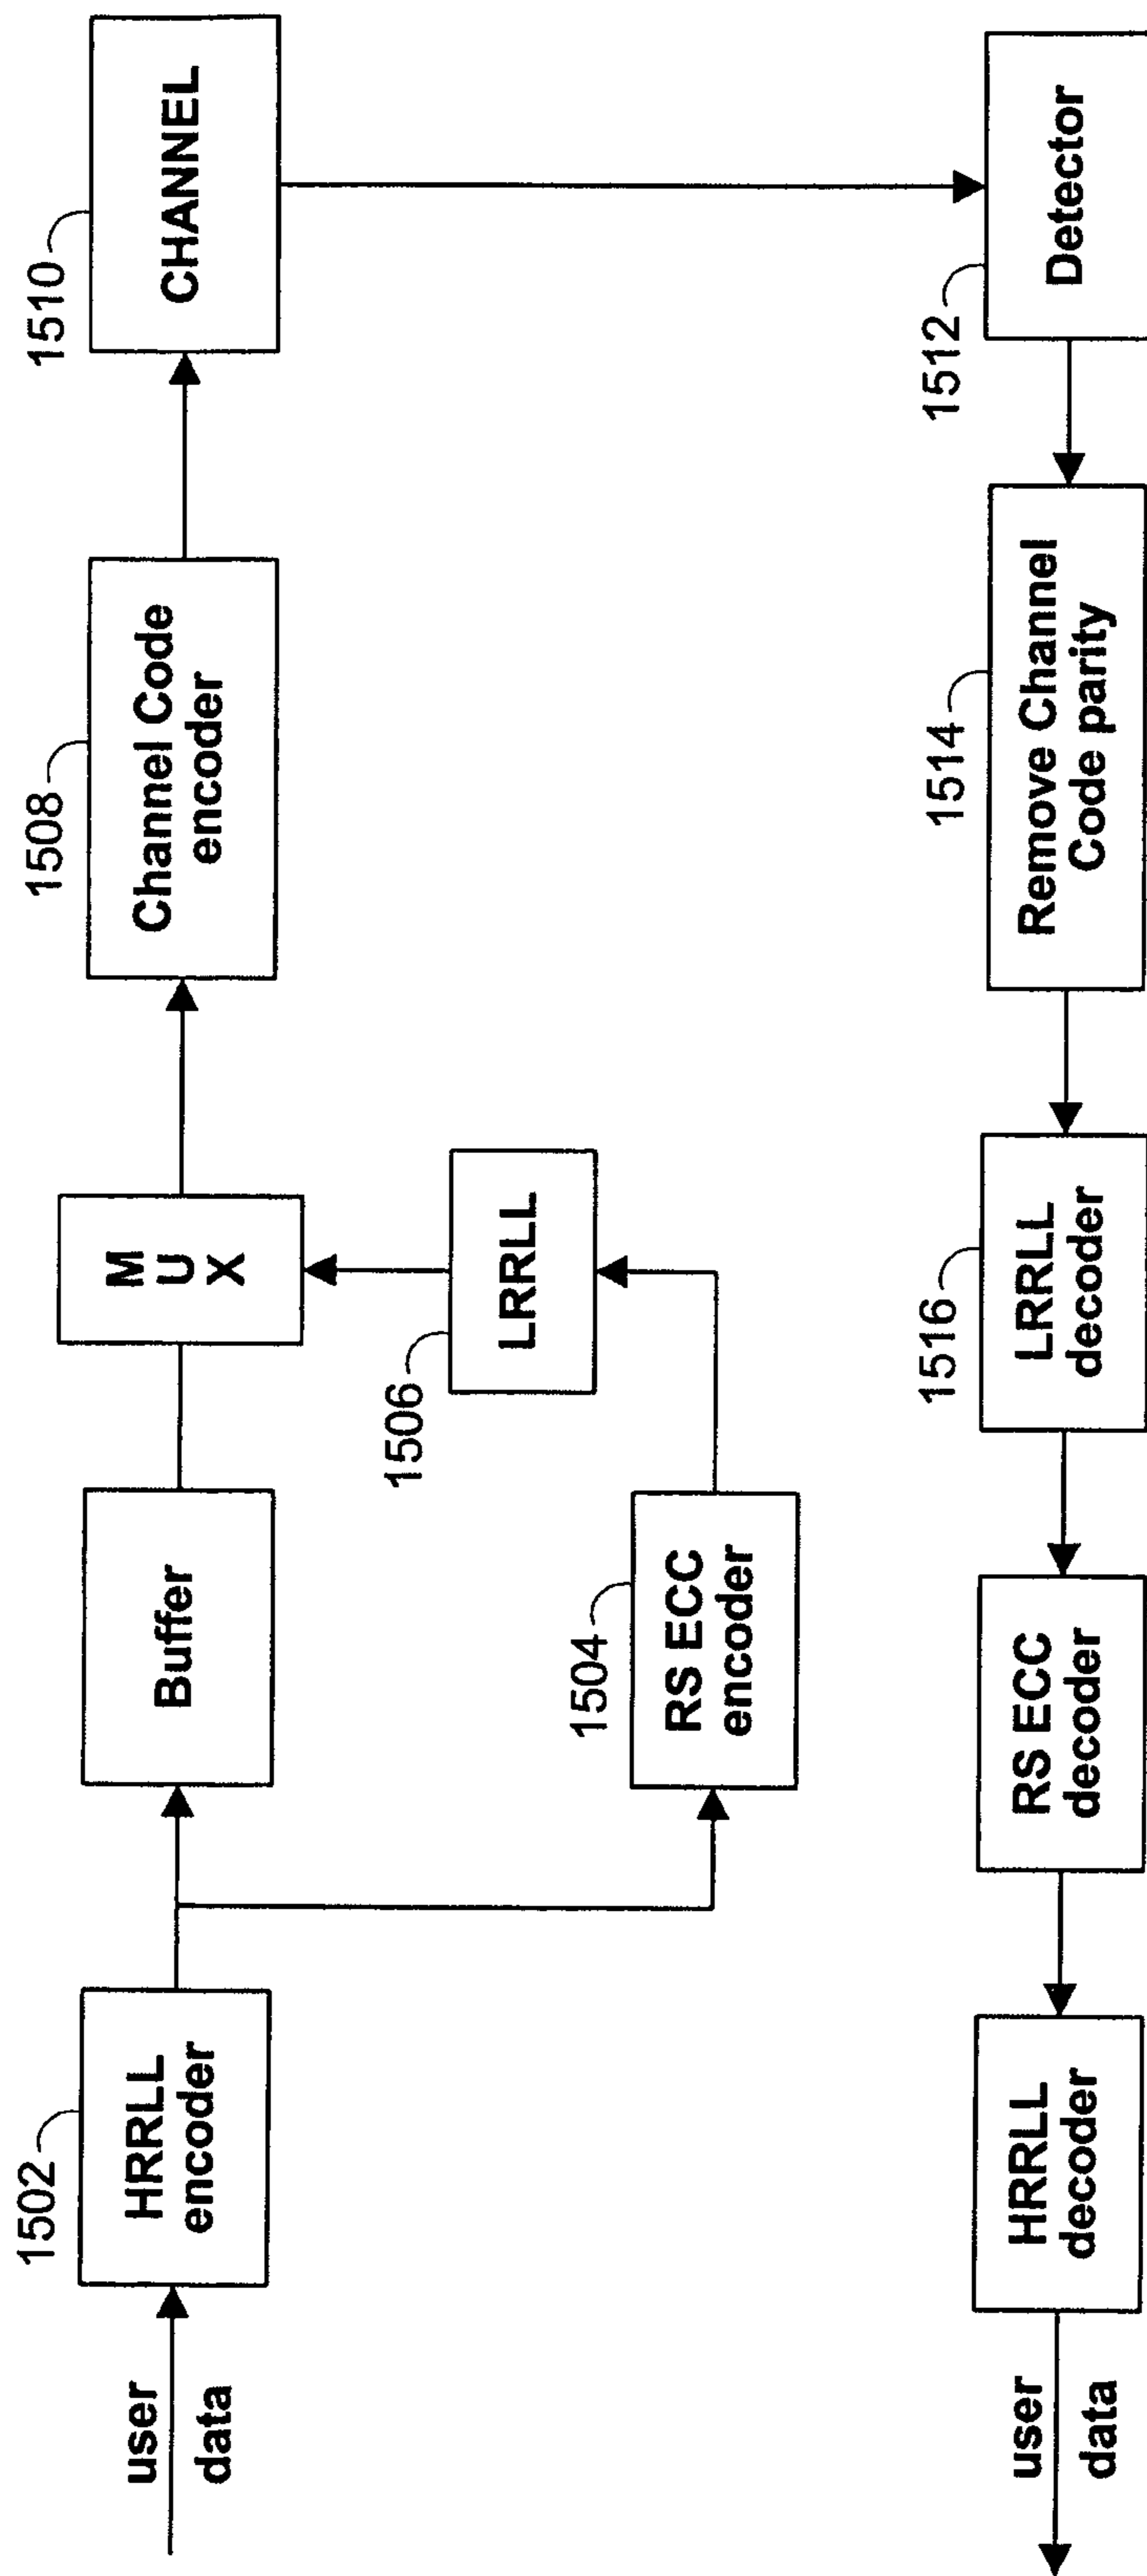 user
data
1502
HRRLL
encoder
Buffer
M
U
X
1504
RS ECC
encoder
1506
LRRLL
1508
Channel Code
encoder
1510
CHANNEL
1512
Detector
1514
Remove Channel
Code parity
1516
LRRLL
decoder
RS ECC
decoder
HRRLL
decoder
user
data